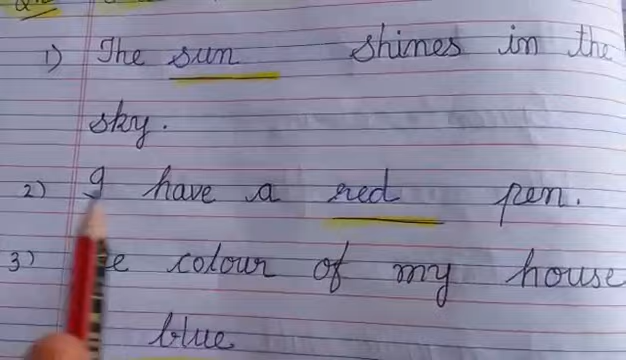 1) The sun shines in the
sky.
2) I have a red pen.
3) e colour of my house
blue